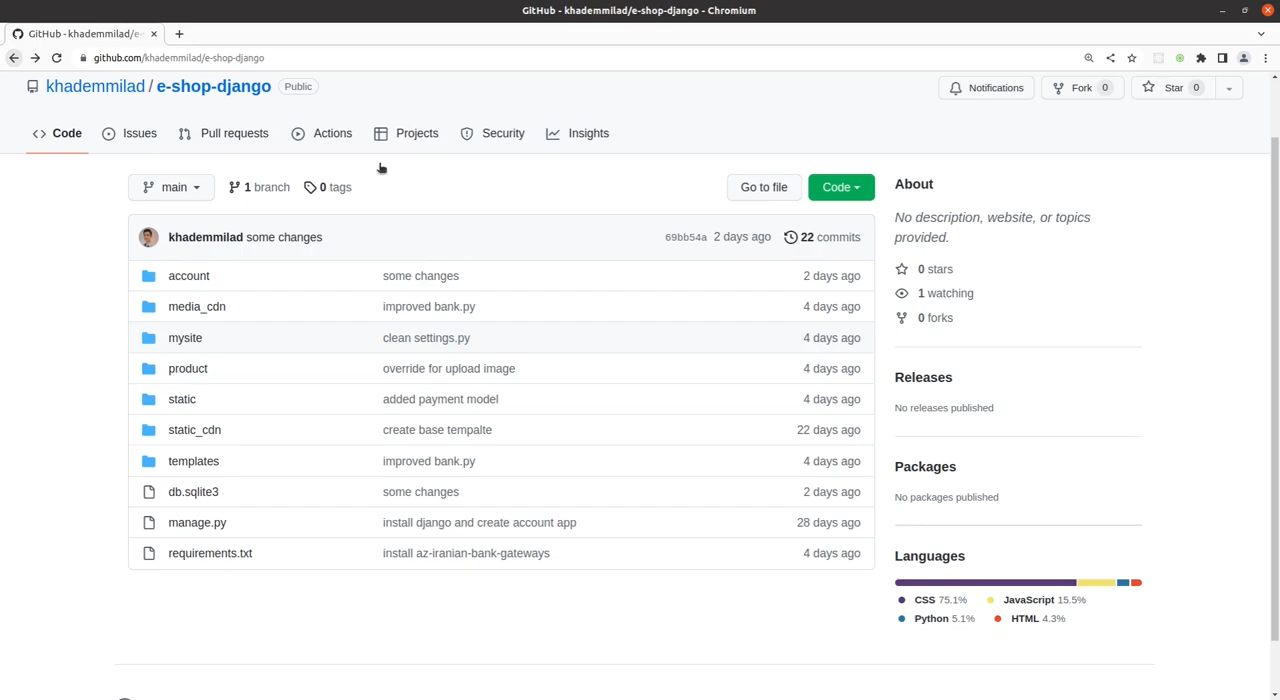 GitHub - khademmilad/e-shop-django - Chromium
GitHub - khademmilad/e-
github.com/khademmilad/e-shop-django
khademmilad / e-shop-django Public
Notifications Fork 0 Star 0
Code Issues Pull requests Actions Projects Security Insights
main 1 branch 0 tags Go to file Code
khademmilad some changes 69bb54a 2 days ago 22 commits
account some changes 2 days ago
media_cdn improved bank.py 4 days ago
mysite clean settings.py 4 days ago
product override for upload image 4 days ago
static added payment model 4 days ago
static_cdn create base tempalte 22 days ago
templates improved bank.py 4 days ago
db.sqlite3 some changes 2 days ago
manage.py install django and create account app 28 days ago
requirements.txt install az-iranian-bank-gateways 4 days ago
About
No description, website, or topics
provided.
0 stars
1 watching
0 forks
Releases
No releases published
Packages
No packages published
Languages
CSS 75.1% JavaScript 15.5%
Python 5.1% HTML 4.3%